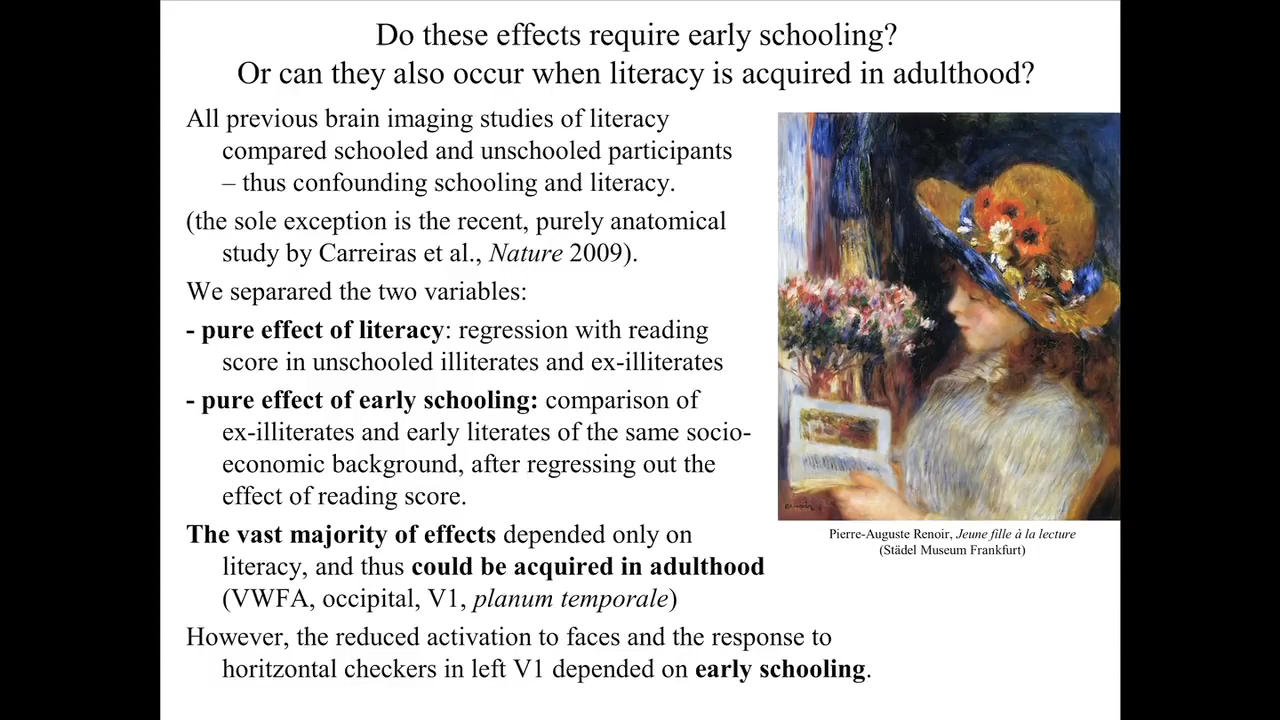 Do these effects require early schooling?
Or can they also occur when literacy is acquired in adulthood?
All previous brain imaging studies of literacy
compared schooled and unschooled participants
– thus confounding schooling and literacy.
(the sole exception is the recent, purely anatomical
study by Carreiras et al., Nature 2009).
We separared the two variables:
- pure effect of literacy: regression with reading
score in unschooled illiterates and ex-illiterates
- pure effect of early schooling: comparison of
ex-illiterates and early literates of the same socio-
economic background, after regressing out the
effect of reading score.
The vast majority of effects depended only on
literacy, and thus could be acquired in adulthood
(VWFA, occipital, V1, planum temporale)
However, the reduced activation to faces and the response to
horitzontal checkers in left V1 depended on early schooling.
Pierre-Auguste Renoir, Jeune fille à la lecture
(Städel Museum Frankfurt)